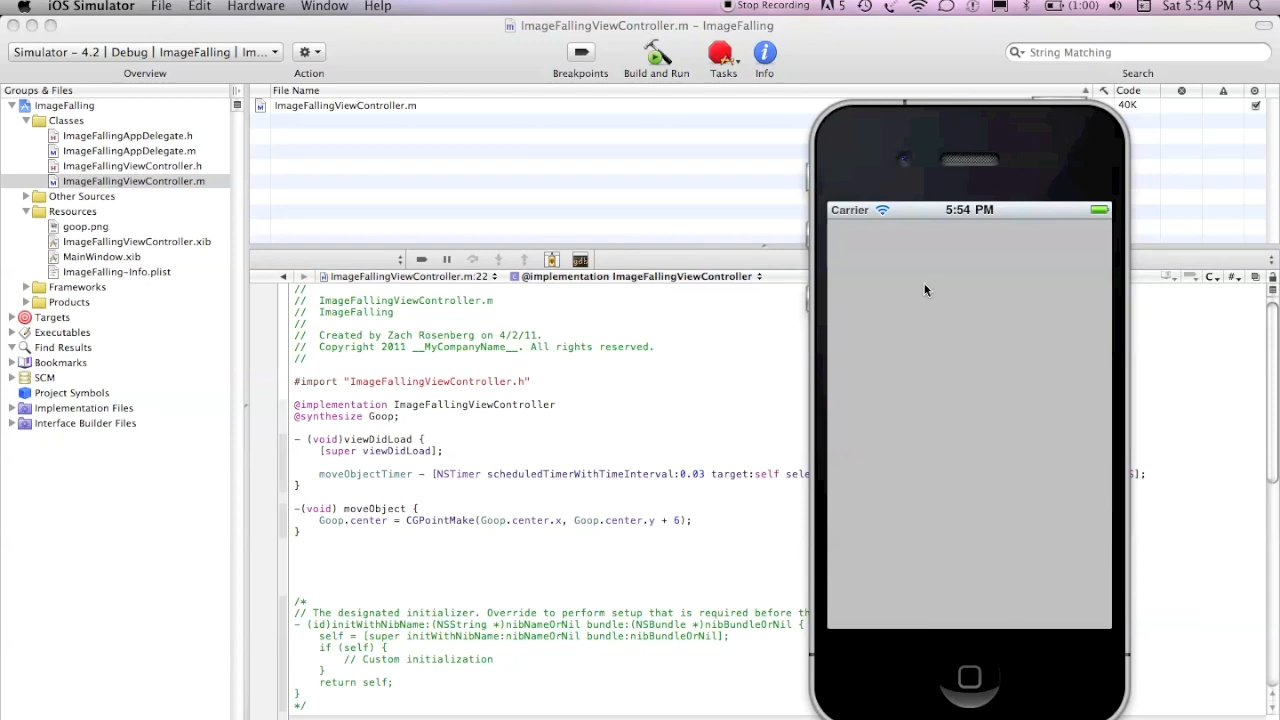 iOS Simulator File Edit Hardware Window Help Stop Recording 5 (1:00) Sat 5:54 PM
ImageFallingViewController.m – ImageFalling
Simulator – 4.2 | Debug | ImageFalling | Im... String Matching
Overview Action Breakpoints Build and Run Tasks Info Search
Groups & Files File Name Code
ImageFalling ImageFallingViewController.m 40K
Classes
ImageFallingAppDelegate.h
ImageFallingAppDelegate.m
ImageFallingViewController.h
ImageFallingViewController.m
Other Sources
Resources
goop.png
ImageFallingViewController.xib
MainWindow.xib
ImageFalling-Info.plist
Frameworks
Products
Targets
Executables
Find Results
Bookmarks
SCM
Project Symbols
Implementation Files
Interface Builder Files
gdb
ImageFallingViewController.m:22 @implementation ImageFallingViewController C #
//
// ImageFallingViewController.m
// ImageFalling
//
// Created by Zach Rosenberg on 4/2/11.
// Copyright 2011 __MyCompanyName__. All rights reserved.
//
#import "ImageFallingViewController.h"
@implementation ImageFallingViewController
@synthesize Goop;
- (void)viewDidLoad {
[super viewDidLoad];
moveObjectTimer - [NSTimer scheduledTimerWithTimeInterval:0.03 target:self sele ];
}
-(void) moveObject {
Goop.center = CGPointMake(Goop.center.x, Goop.center.y + 6);
}
/*
// The designated initializer. Override to perform setup that is required before th
- (id)initWithNibName:(NSString *)nibNameOrNil bundle:(NSBundle *)nibBundleOrNil {
self = [super initWithNibName:nibNameOrNil bundle:nibBundleOrNil];
if (self) {
// Custom initialization
}
return self;
}
*/
Carrier 5:54 PM